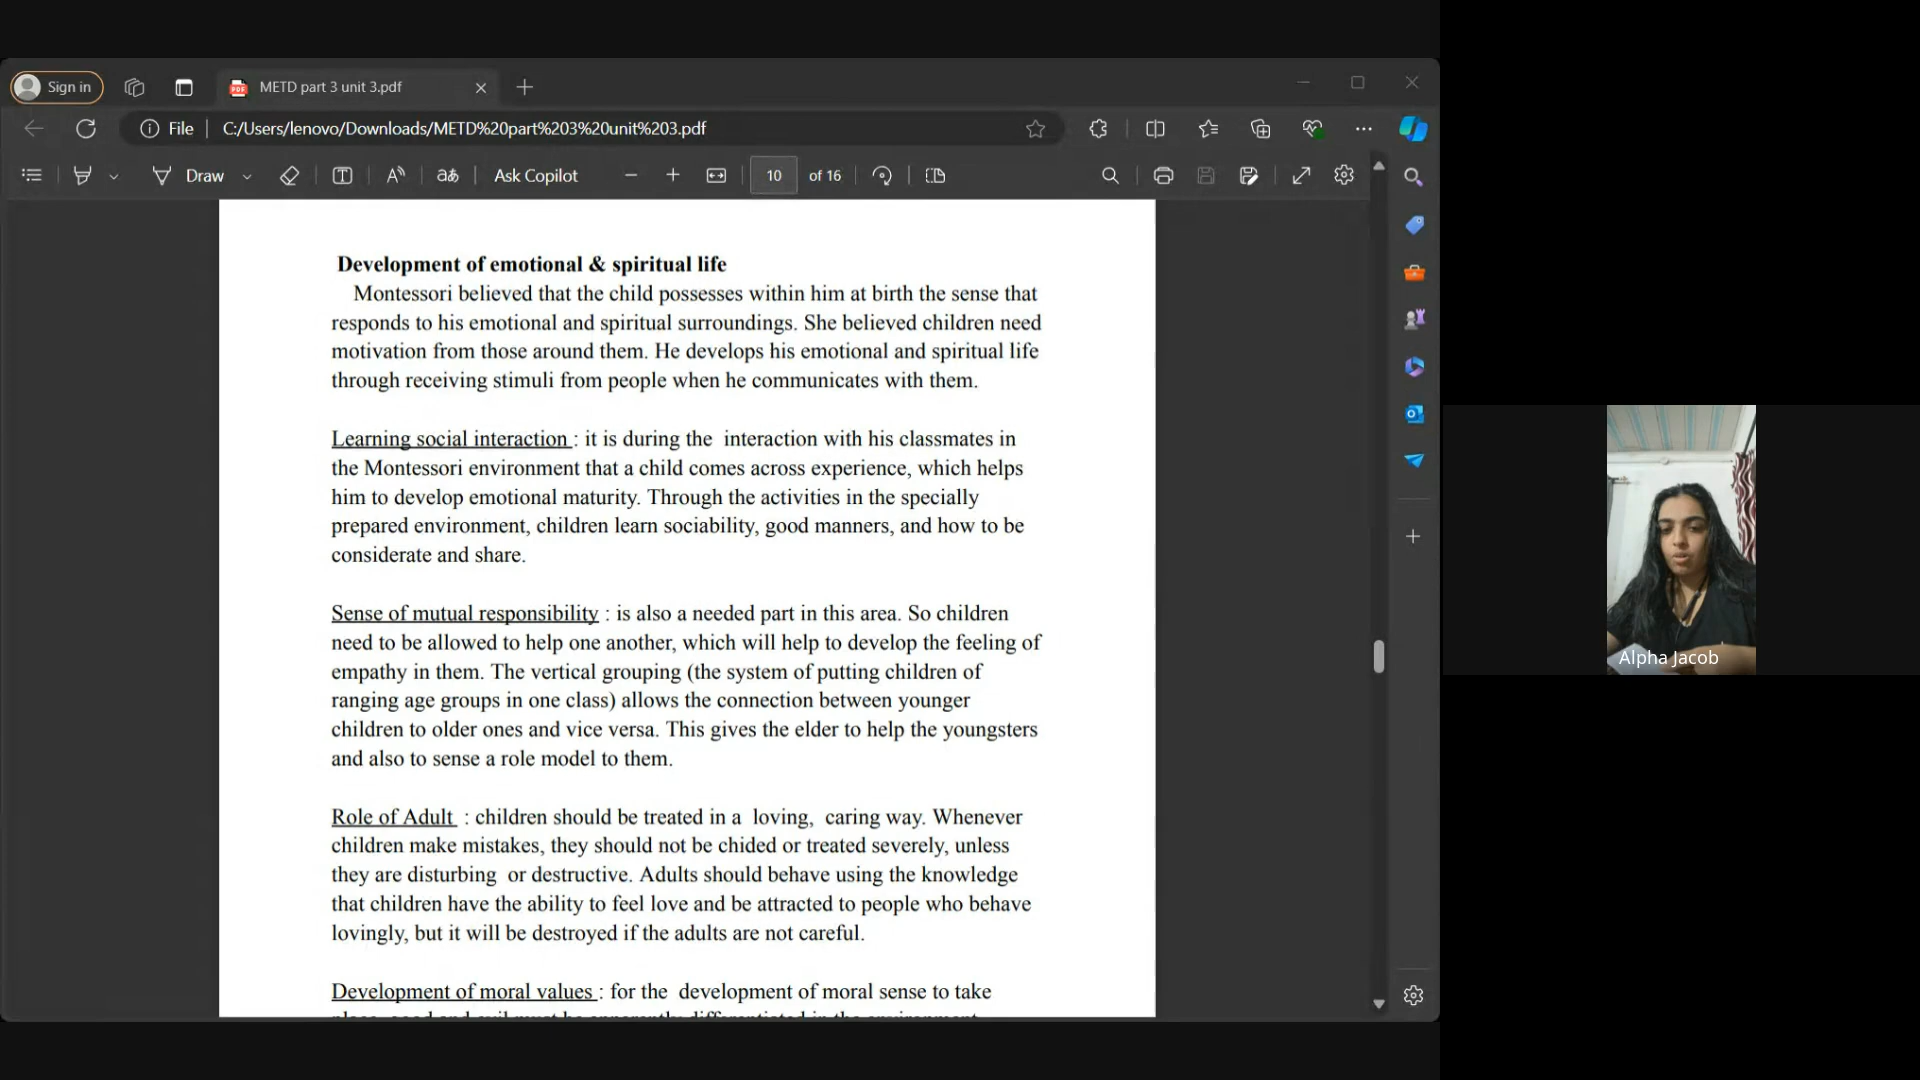 Sign in
METD part 3 unit 3.pdf
File
C:/Users/lenovo/Downloads/METD%20part%203%20unit%203.pdf
Draw
Ask Copilot
10 of 16
Development of emotional & spiritual life
Montessori believed that the child possesses within him at birth the sense that
responds to his emotional and spiritual surroundings. She believed children need
motivation from those around them. He develops his emotional and spiritual life
through receiving stimuli from people when he communicates with them.
Learning social interaction : it is during the interaction with his classmates in
the Montessori environment that a child comes across experience, which helps
him to develop emotional maturity. Through the activities in the specially
prepared environment, children learn sociability, good manners, and how to be
considerate and share.
Sense of mutual responsibility : is also a needed part in this area. So children
need to be allowed to help one another, which will help to develop the feeling of
empathy in them. The vertical grouping (the system of putting children of
ranging age groups in one class) allows the connection between younger
children to older ones and vice versa. This gives the elder to help the youngsters
and also to sense a role model to them.
Role of Adult : children should be treated in a loving, caring way. Whenever
children make mistakes, they should not be chided or treated severely, unless
they are disturbing or destructive. Adults should behave using the knowledge
that children have the ability to feel love and be attracted to people who behave
lovingly, but it will be destroyed if the adults are not careful.
Development of moral values : for the development of moral sense to take
Alpha Jacob